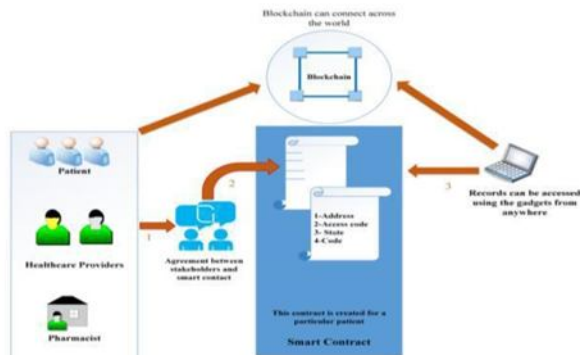 Blockchain can connect across
the world
Blockchain
Patient
Healthcare Providers
Pharmacist
1
Agreement between
stakeholders and
smart contact
2
1-Address
2-Access code
3- State
4-Code
This contract is created for a
particular patient
Smart Contract
3
Records can be accessed
using the gadgets from
anywhere